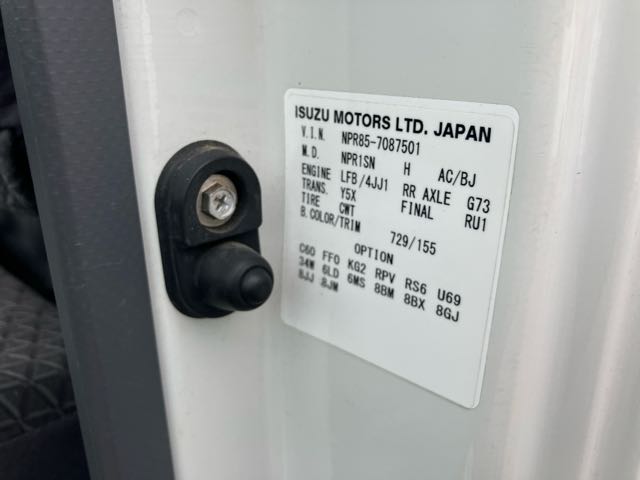 ISUZU MOTORS LTD. JAPAN
V.I.N. NPR85-7087501
M.D. NPR1SN H AC/BJ
ENGINE LFB/4JJ1 RR AXLE G73
TRANS. Y5X FINAL RU1
TIRE CWT
B.COLOR/TRIM 729/155
OPTION
C60 FF0 KG2 RPV RS6 U69
34W 6LD 6MS 8BM 8BX 8GJ
8JJ 8JM